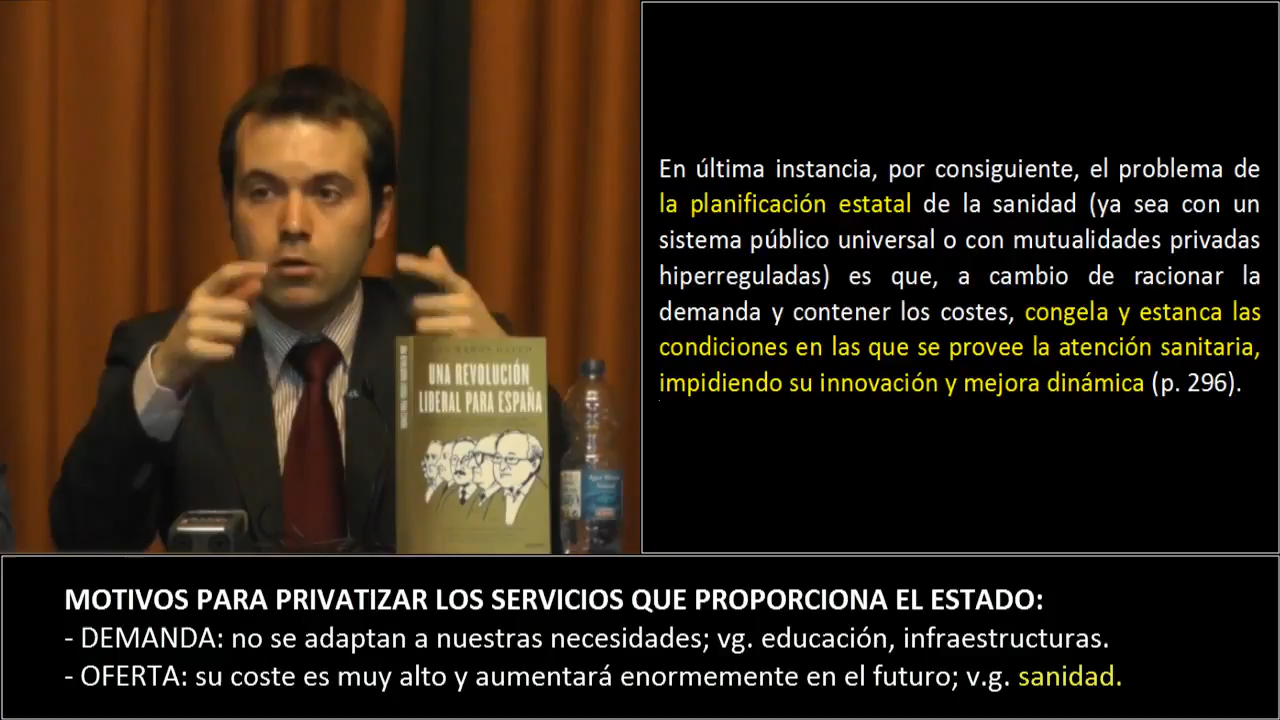 En última instancia, por consiguiente, el problema de
la planificación estatal de la sanidad (ya sea con un
sistema público universal o con mutualidades privadas
hiperreguladas) es que, a cambio de racionar la
demanda y contener los costes, congela y estanca las
condiciones en las que se provee la atención sanitaria,
impidiendo su innovación y mejora dinámica (p. 296).
UNA REVOLUCIÓN
LIBERAL PARA ESPAÑA
MOTIVOS PARA PRIVATIZAR LOS SERVICIOS QUE PROPORCIONA EL ESTADO:
- DEMANDA: no se adaptan a nuestras necesidades; vg. educación, infraestructuras.
- OFERTA: su coste es muy alto y aumentará enormemente en el futuro; v.g. sanidad.